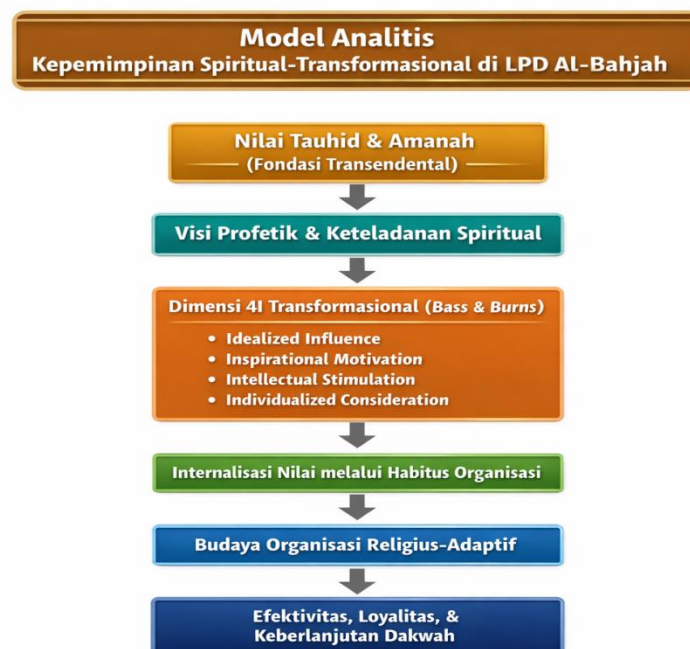 Model Analitis
Kepemimpinan Spiritual-Transformasional di LPD Al-Bahjah
Nilai Tauhid & Amanah
(Fondasi Transendental)
Visi Profetik & Keteladanan Spiritual
Dimensi 4I Transformasional (Bass & Burns)
• Idealized Influence
• Inspirational Motivation
• Intellectual Stimulation
• Individualized Consideration
Internalisasi Nilai melalui Habitus Organisasi
Budaya Organisasi Religius-Adaptif
Efektivitas, Loyalitas, &
Keberlanjutan Dakwah